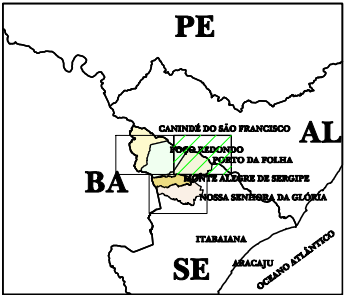 PE
CANINDÉ DO SÃO FRANCISCO
AL
POÇO REDONDO
PORTO DA FOLHA
BA
MONTE ALEGRE DE SERGIPE
NOSSA SENHORA DA GLÓRIA
ITABAIANA
SE
ARACAJU
OCEANO ATLÂNTICO